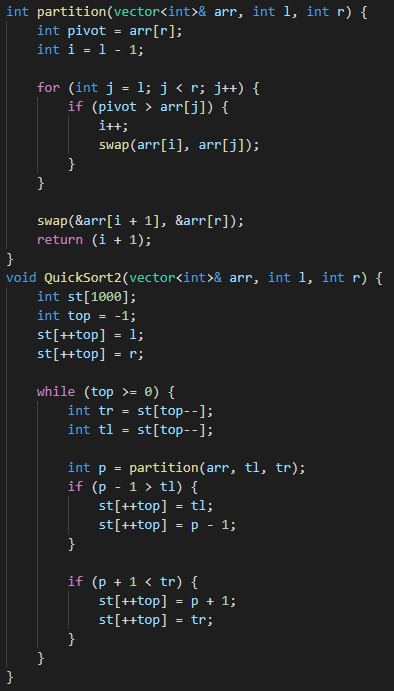 int partition(vector<int>& arr, int l, int r) {
    int pivot = arr[r];
    int i = l - 1;

    for (int j = l; j < r; j++) {
        if (pivot > arr[j]) {
            i++;
            swap(arr[i], arr[j]);
        }
    }

    swap(&arr[i + 1], &arr[r]);
    return (i + 1);
}
void QuickSort2(vector<int>& arr, int l, int r) {
    int st[1000];
    int top = -1;
    st[++top] = l;
    st[++top] = r;

    while (top >= 0) {
        int tr = st[top--];
        int tl = st[top--];

        int p = partition(arr, tl, tr);
        if (p - 1 > tl) {
            st[++top] = tl;
            st[++top] = p - 1;
        }

        if (p + 1 < tr) {
            st[++top] = p + 1;
            st[++top] = tr;
        }
    }
}